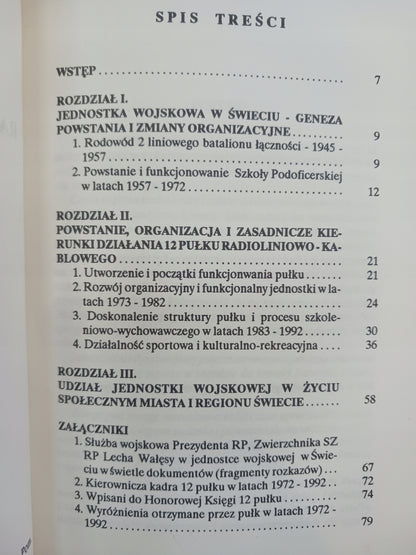 SPIS TREŚCI
WSTĘP ........................................ 7
ROZDZIAŁ I.
JEDNOSTKA WOJSKOWA W ŚWIECIU - GENEZA
POWSTANIA I ZMIANY ORGANIZACYJNE ........ 9
1. Rodowód 2 liniowego batalionu łączności - 1945 -
1957 ........................................ 9
2. Powstanie i funkcjonowanie Szkoły Podoficerskiej
w latach 1957 - 1972 ........................ 12
ROZDZIAŁ II.
POWSTANIE, ORGANIZACJA I ZASADNICZE KIE-
RUNKI DZIAŁANIA 12 PUŁKU RADIOLINIOWO - KA-
BLOWEGO ..................................... 21
1. Utworzenie i początki funkcjonwania pułku ...... 21
2. Rozwój organizacyjny i funkcjonalny jednostki w la-
tach 1973 - 1982 ............................ 24
3. Doskonalenie struktury pułku i procesu szkole-
niowo-wychowawczego w latach 1983 - 1992 ..... 30
4. Działalność sportowa i kulturalno-rekreacyjna .... 36
ROZDZIAŁ III.
UDZIAŁ JEDNOSTKI WOJSKOWEJ W ŻYCIU
SPOŁECZNYM MIASTA I REGIONU ŚWIECIE ....... 58
ZAŁĄCZNIKI
1. Służba wojskowa Prezydenta RP, Zwierzchnika SZ
RP Lecha Wałęsy w jednostce wojskowej w Świe-
ciu w świetle dokumentów (fragmenty rozkazów) ... 67
2. Kierownicza kadra 12 pułku w latach 1972 - 1992 .. 72
3. Wpisani do Honorowej Księgi 12 pułku .......... 74
4. Wyróżnienia otrzymane przez pułk w latach 1972 -
1992 ........................................ 79